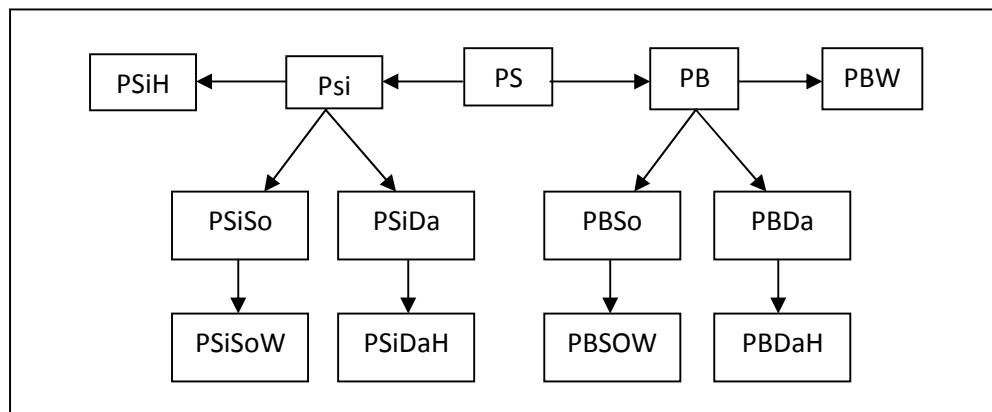 PSiH Psi PS PB PBW
PSiSo PSiDa PBSo PBDa
PSiSoW PSiDaH PBSOW PBDaH